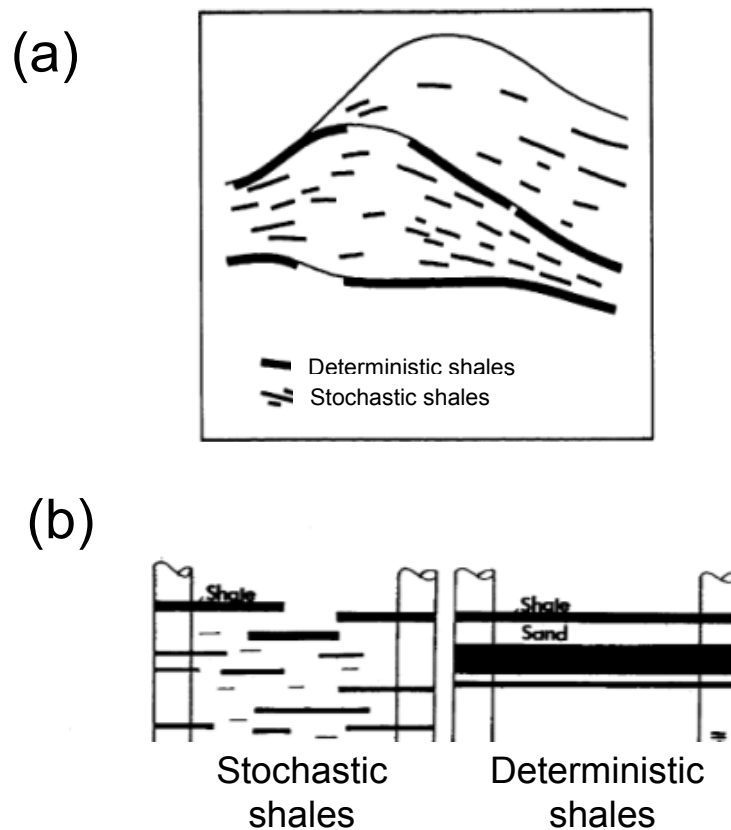 (a)
Deterministic shales
Stochastic shales
(b)
Shale
Shale
Sand
Stochastic
shales
Deterministic
shales